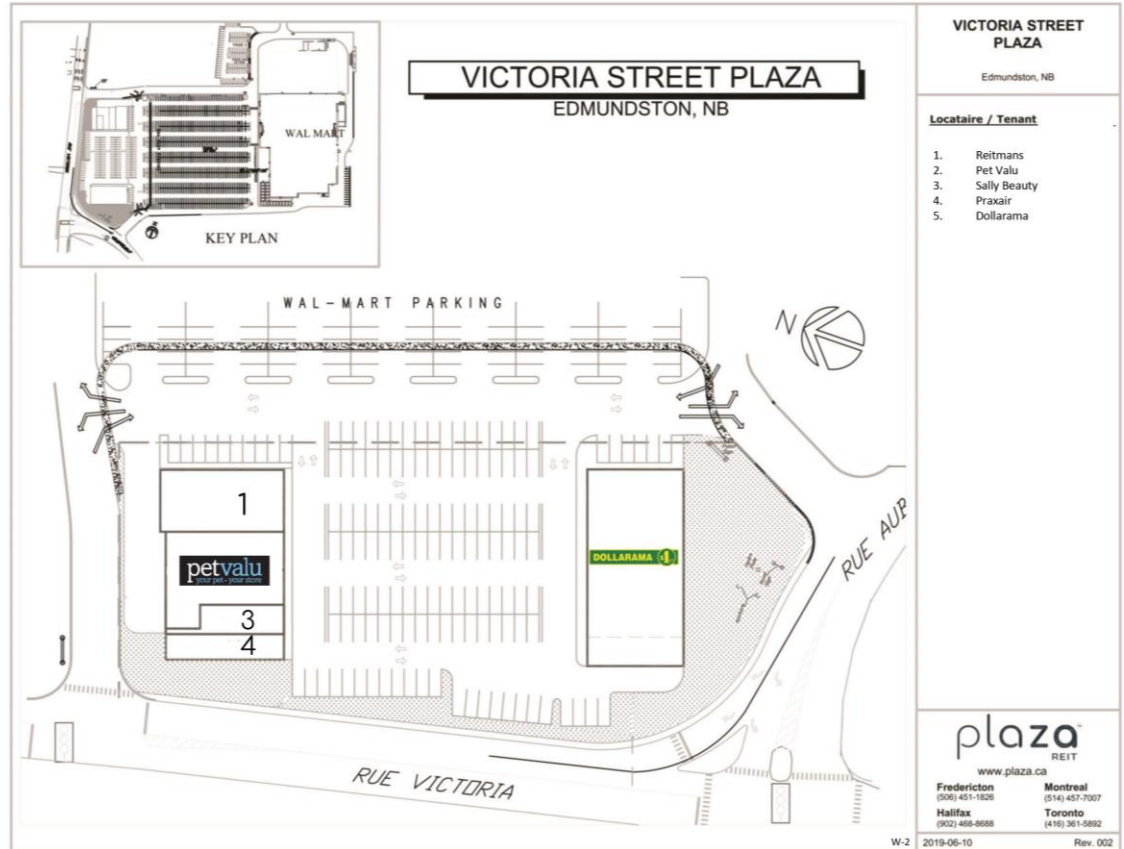 WAL MART
KEY PLAN
VICTORIA STREET PLAZA
EDMUNDSTON, NB
WAL-MART PARKING
N
1
petvalu
your pet - your store
3
4
DOLLARAMA
RUE AUB
RUE VICTORIA
W-2
VICTORIA STREET
PLAZA
Edmundston, NB
Locataire / Tenant
1. Reitmans
2. Pet Valu
3. Sally Beauty
4. Praxair
5. Dollarama
plaza
REIT
www.plaza.ca
Fredericton Montreal
(506) 451-1826 (514) 457-7007
Halifax Toronto
(902) 468-8688 (416) 361-5892
2019-06-10 Rev. 002